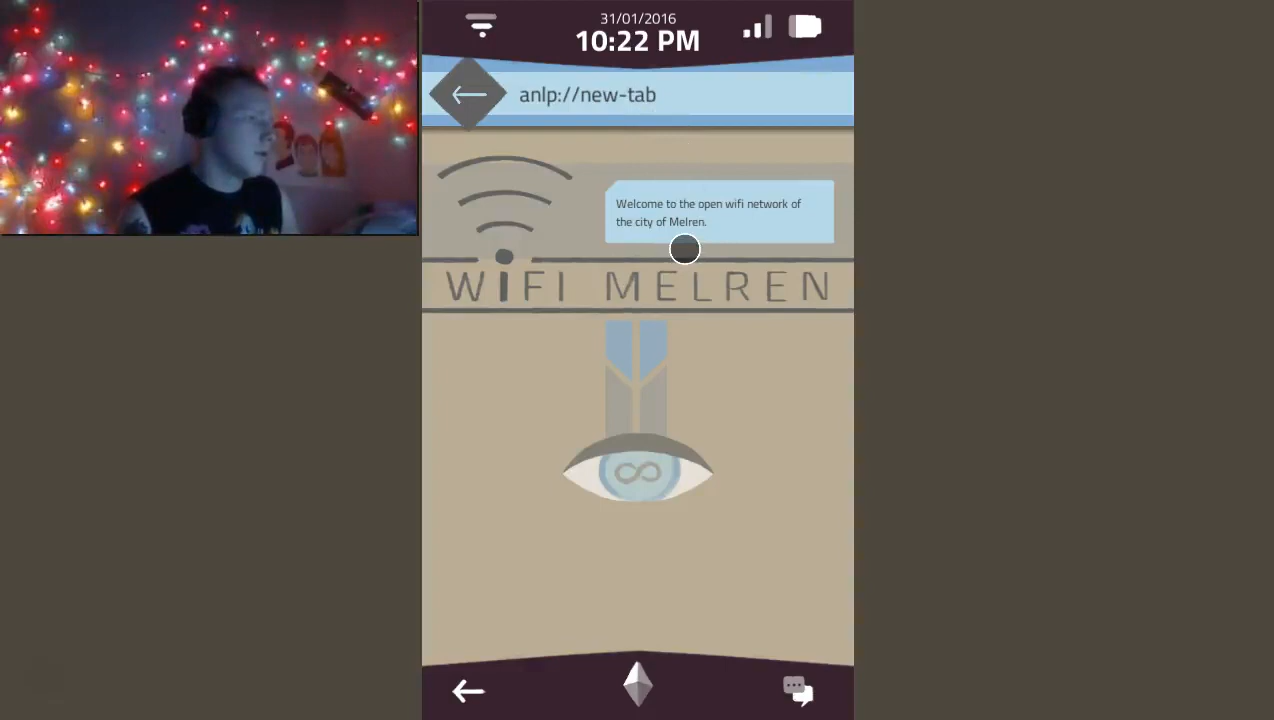 31/01/2016
10:22 PM
anlp://new-tab
Welcome to the open wifi network of
the city of Melren.
WiFI MELREN